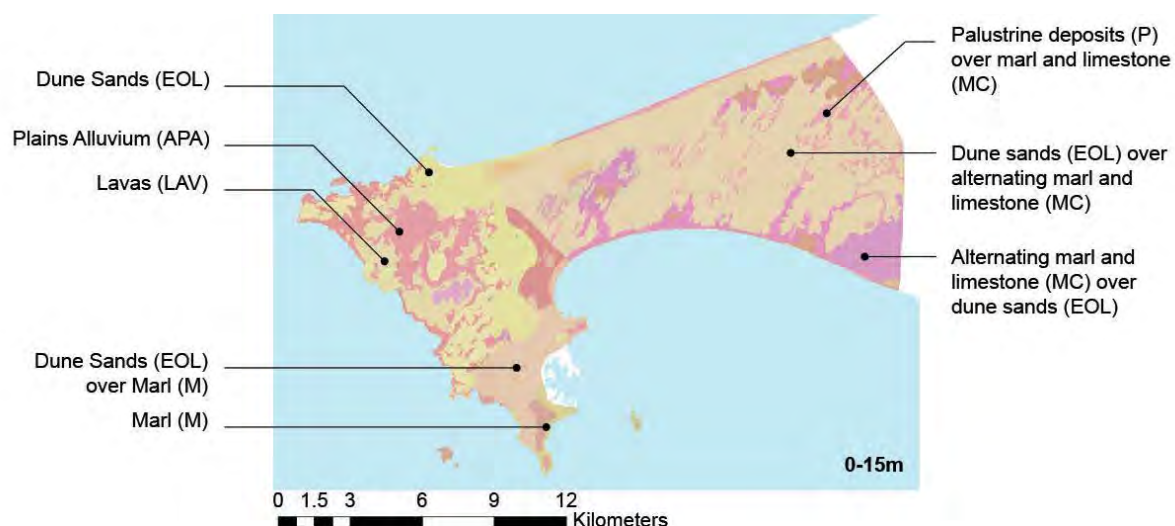 Dune Sands (EOL)
Plains Alluvium (APA)
Lavas (LAV)
Dune Sands (EOL)
over Marl (M)
Marl (M)
Palustrine deposits (P)
over marl and limestone
(MC)
Dune sands (EOL) over
alternating marl and
limestone (MC)
Alternating marl and
limestone (MC) over
dune sands (EOL)
0-15m
0 1.5 3 6 9 12
Kilometers